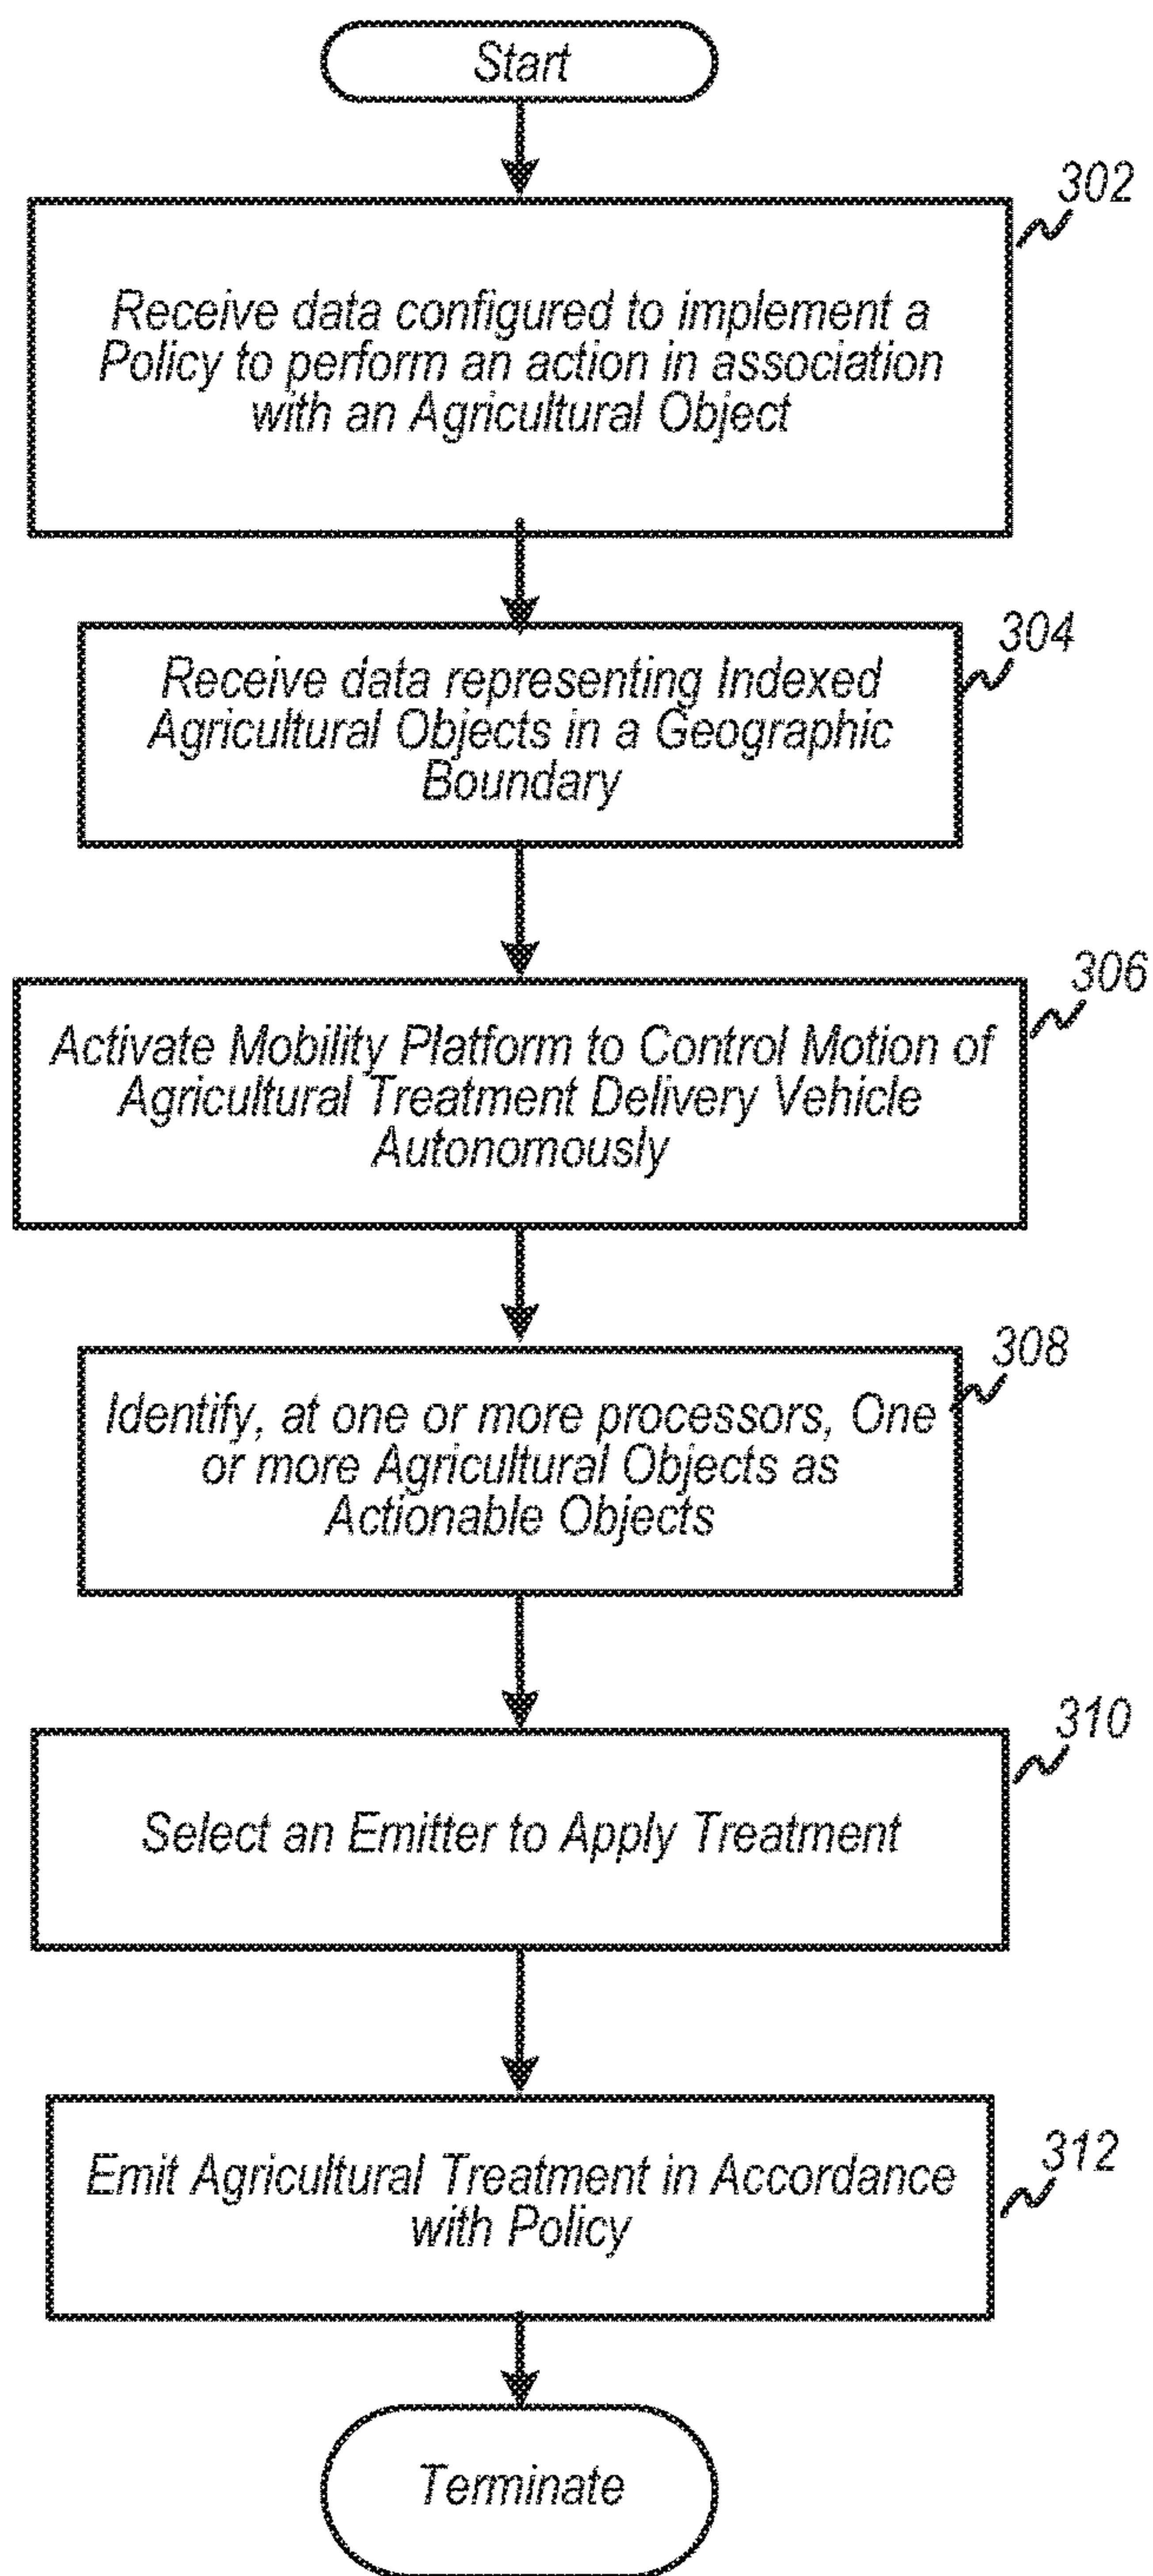 Start
302
Receive data configured to implement a
Policy to perform an action in association
with an Agricultural Object
304
Receive data representing Indexed
Agricultural Objects in a Geographic
Boundary
306
Activate Mobility Platform to Control Motion of
Agricultural Treatment Delivery Vehicle
Autonomously
308
Identify, at one or more processors, One
or more Agricultural Objects as
Actionable Objects
310
Select an Emitter to Apply Treatment
312
Emit Agricultural Treatment in Accordance
with Policy
Terminate